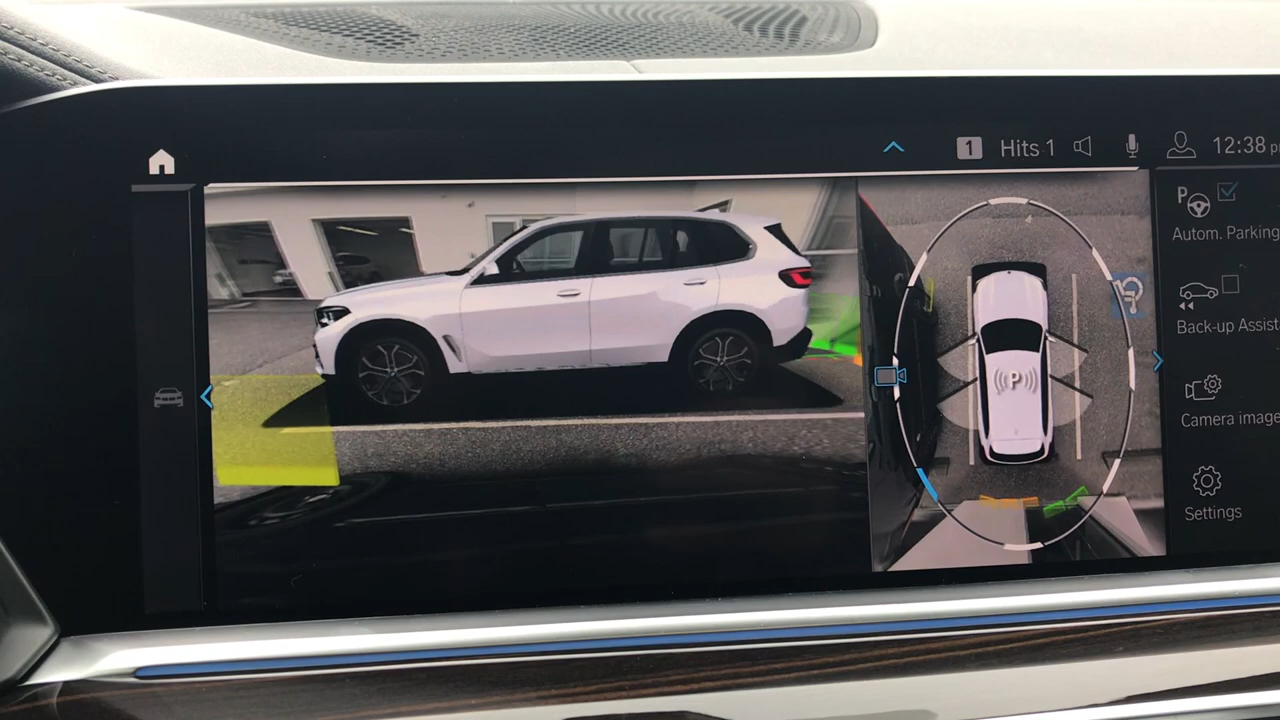 1 Hits 1 12:38 p
P
Autom. Parking
Back-up Assist
Camera image
Settings
P